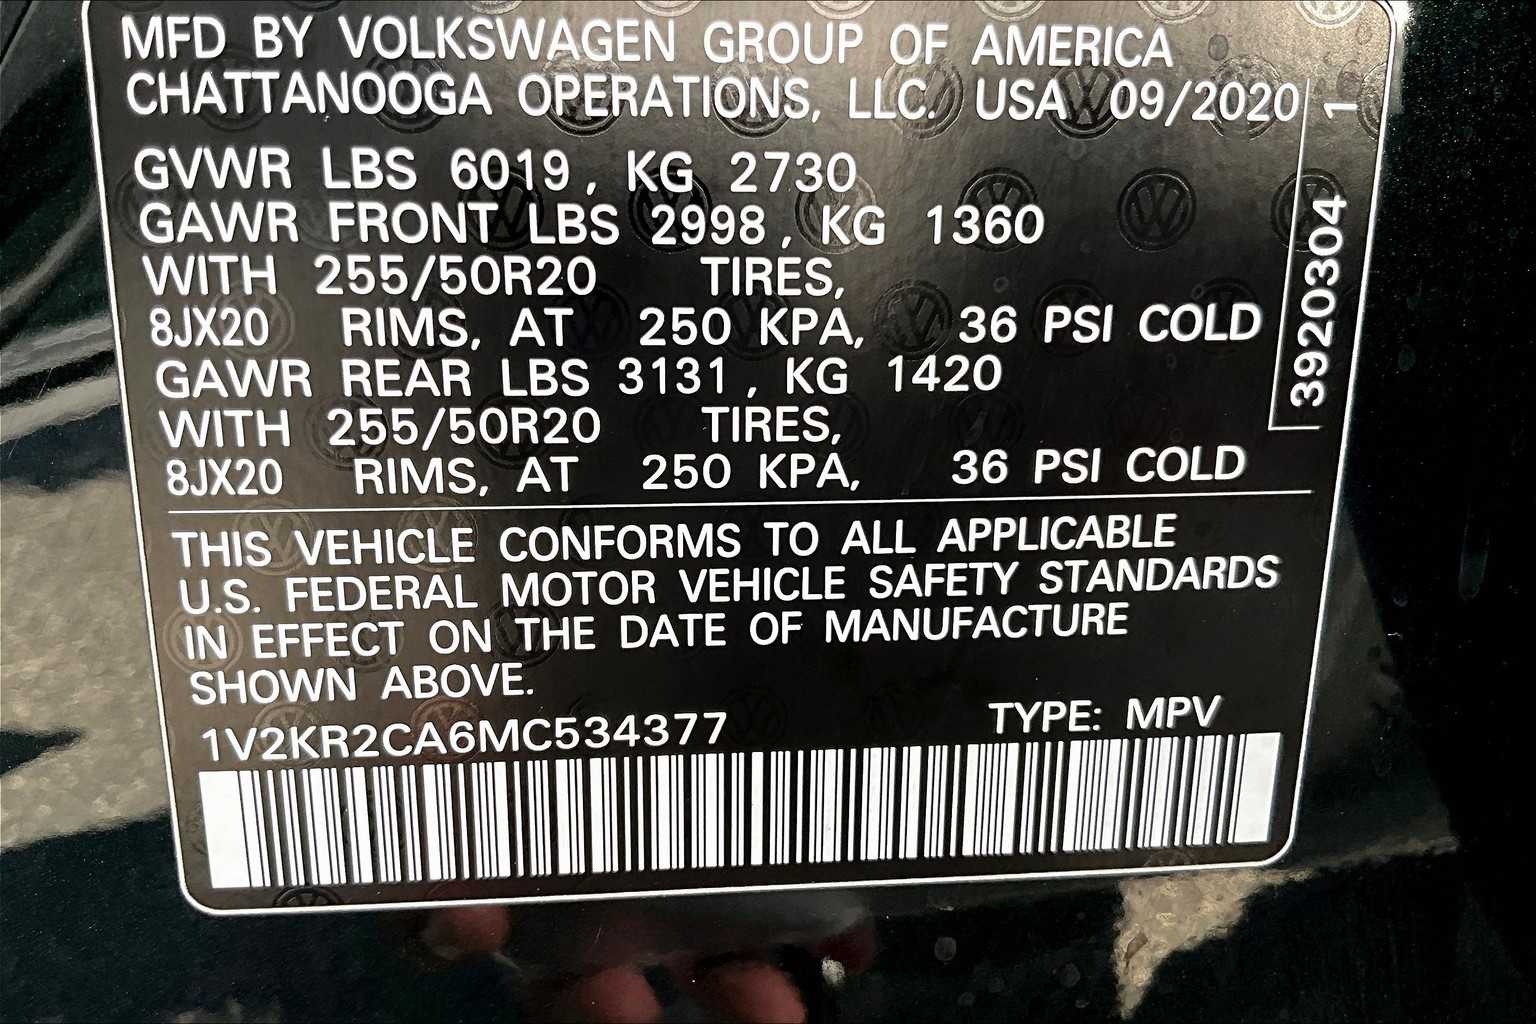 MFD BY VOLKSWAGEN GROUP OF AMERICA
CHATTANOOGA OPERATIONS, LLC. USA 09/2020
GVWR LBS 6019, KG 2730
GAWR FRONT LBS 2998, KG 1360
WITH 255/50R20 TIRES,
8JX20 RIMS, AT 250 KPA, 36 PSI COLD
GAWR REAR LBS 3131, KG 1420
WITH 255/50R20 TIRES,
8JX20 RIMS, AT 250 KPA, 36 PSI COLD
THIS VEHICLE CONFORMS TO ALL APPLICABLE
U.S. FEDERAL MOTOR VEHICLE SAFETY STANDARDS
IN EFFECT ON THE DATE OF MANUFACTURE
SHOWN ABOVE.
1V2KR2CA6MC534377 TYPE: MPV
3920304 1